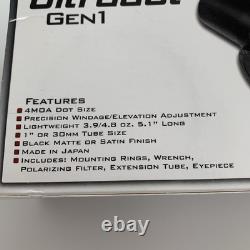 UltraDot
Gen1
Features
4MOA Dot Size
Precision Windage/Elevation Adjustment
Lightweight 3.9/4.8 oz. 5.1" Long
1" or 30mm Tube Size
Black Matte or Satin Finish
Made in Japan
Includes: Mounting Rings, Wrench,
Polarizing Filter, Extension Tube, Eyepiece